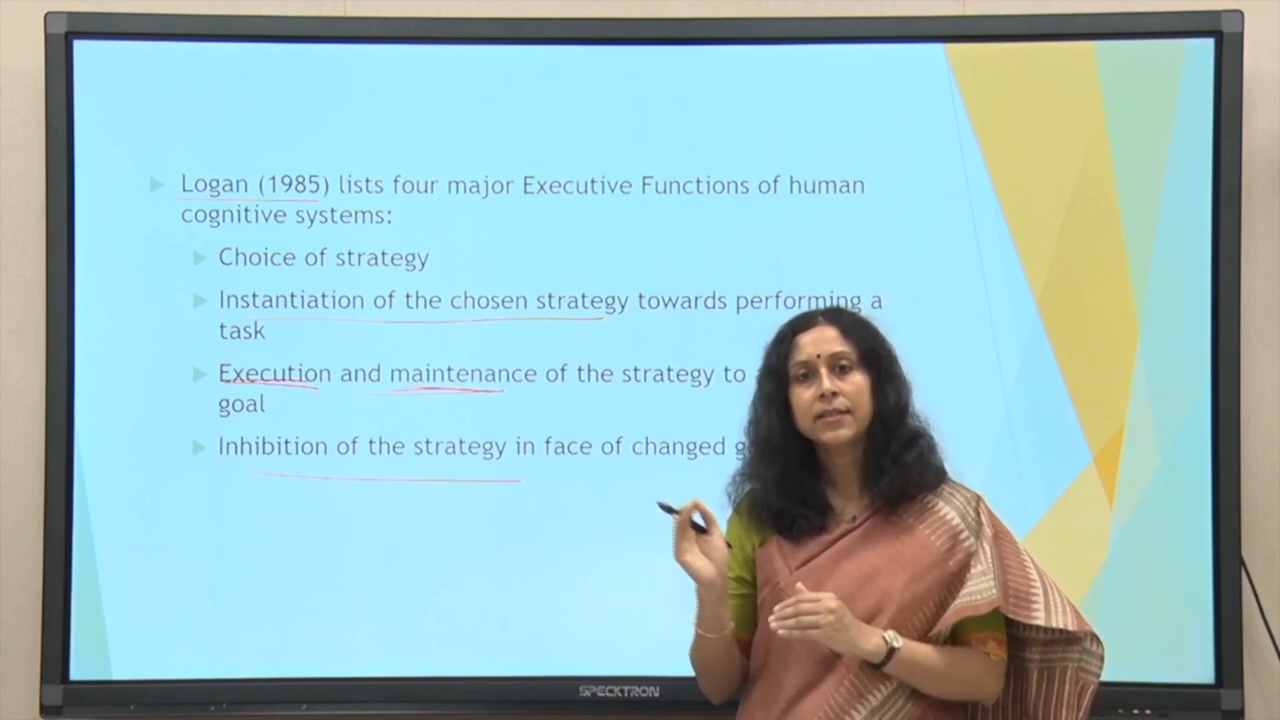 Logan (1985) lists four major Executive Functions of human
cognitive systems:
Choice of strategy
Instantiation of the chosen strategy towards performing a
task
Execution and maintenance of the strategy to
goal
Inhibition of the strategy in face of changed
SPECKTRON